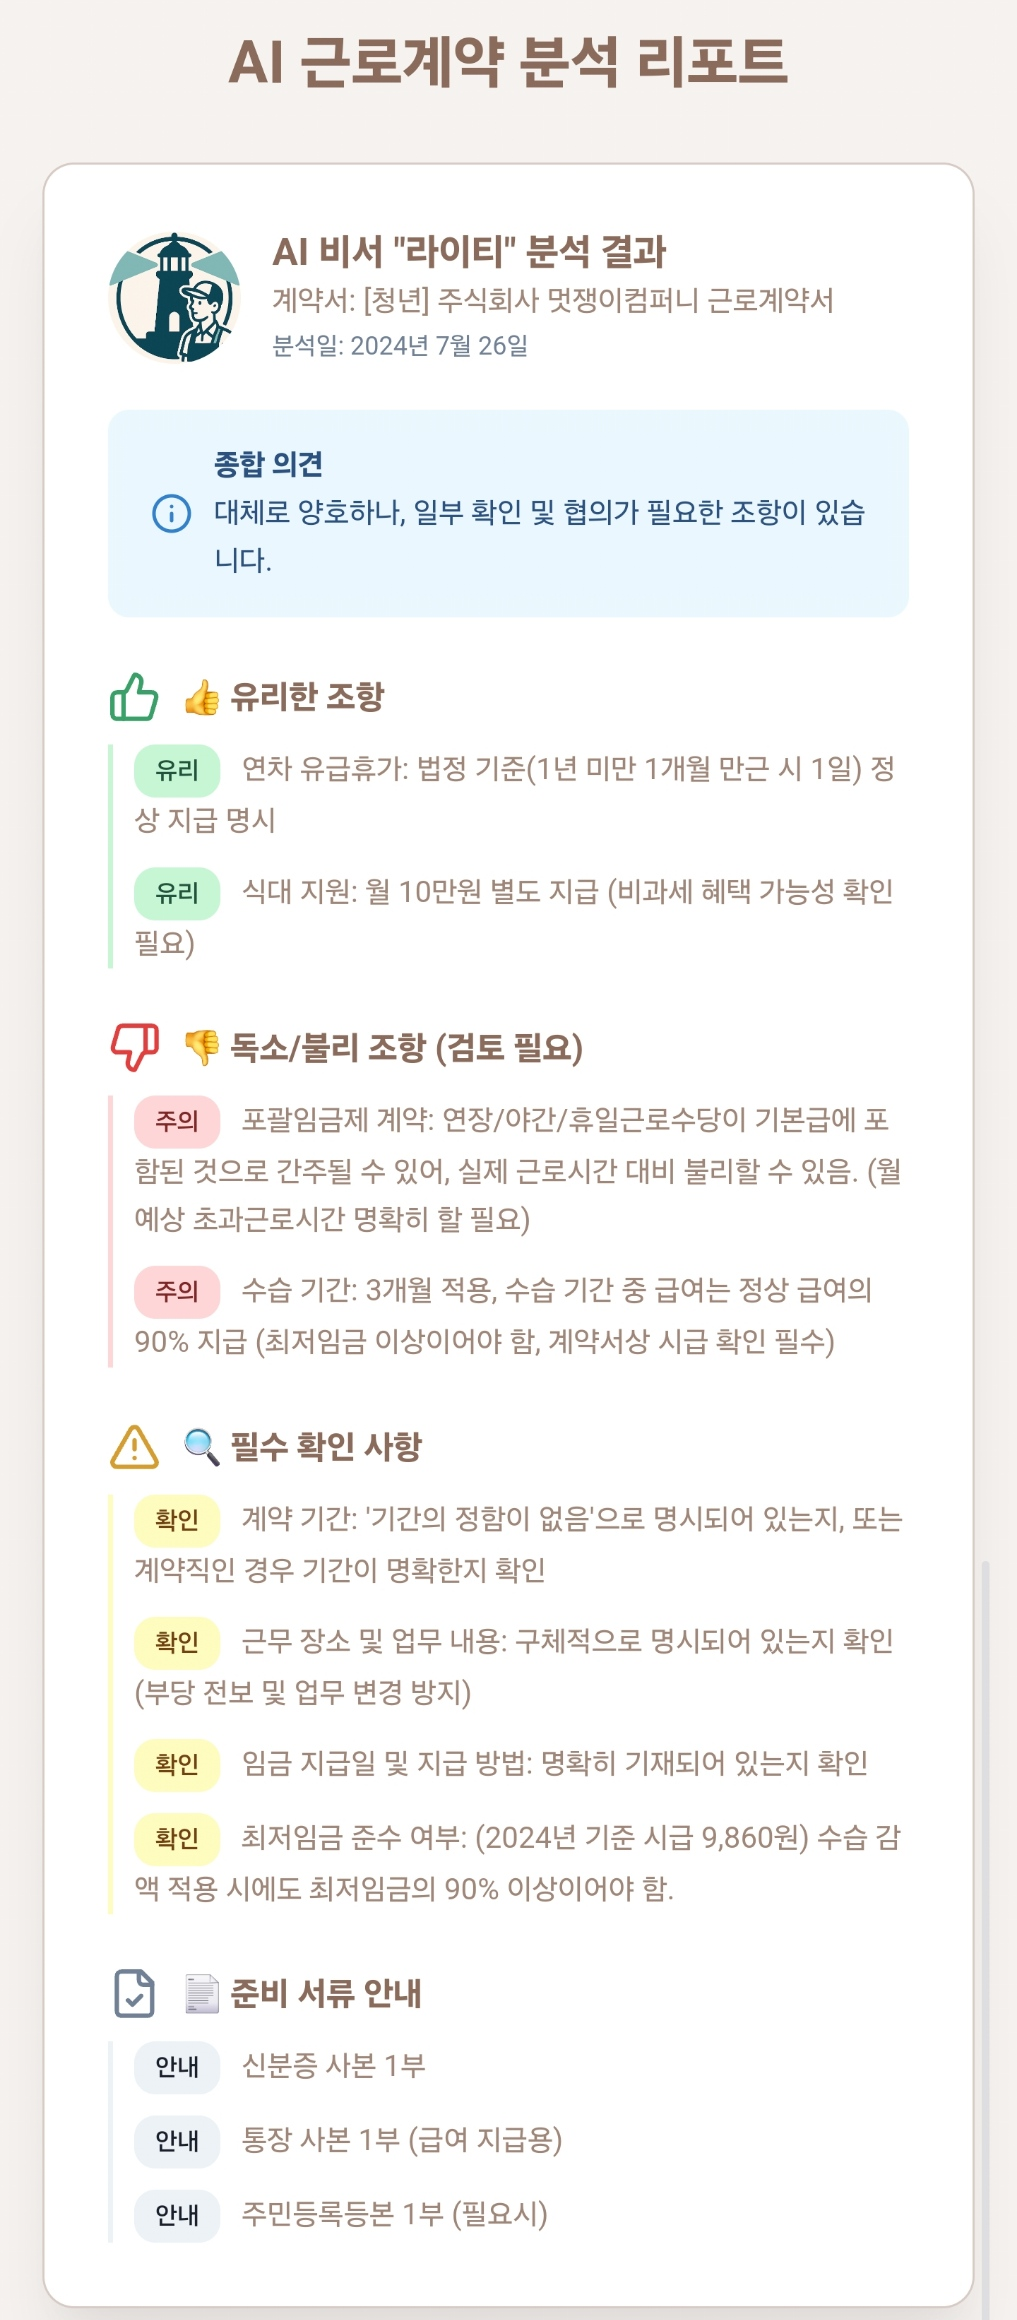 AI 근로계약 분석 리포트
AI 비서 "라이티" 분석 결과
계약서: [청년] 주식회사 멋쟁이컴퍼니 근로계약서
분석일: 2024년 7월 26일
종합 의견
대체로 양호하나, 일부 확인 및 협의가 필요한 조항이 있습
니다.
👍 유리한 조항
유리 연차 유급휴가: 법정 기준(1년 미만 1개월 만근 시 1일) 정
상 지급 명시
유리 식대 지원: 월 10만원 별도 지급 (비과세 혜택 가능성 확인
필요)
👎 독소/불리 조항 (검토 필요)
주의 포괄임금제 계약: 연장/야간/휴일근로수당이 기본급에 포
함된 것으로 간주될 수 있어, 실제 근로시간 대비 불리할 수 있음. (월
예상 초과근로시간 명확히 할 필요)
주의 수습 기간: 3개월 적용, 수습 기간 중 급여는 정상 급여의
90% 지급 (최저임금 이상이어야 함, 계약서상 시급 확인 필수)
🔍 필수 확인 사항
확인 계약 기간: '기간의 정함이 없음'으로 명시되어 있는지, 또는
계약직인 경우 기간이 명확한지 확인
확인 근무 장소 및 업무 내용: 구체적으로 명시되어 있는지 확인
(부당 전보 및 업무 변경 방지)
확인 임금 지급일 및 지급 방법: 명확히 기재되어 있는지 확인
확인 최저임금 준수 여부: (2024년 기준 시급 9,860원) 수습 감
액 적용 시에도 최저임금의 90% 이상이어야 함.
📄 준비 서류 안내
안내 신분증 사본 1부
안내 통장 사본 1부 (급여 지급용)
안내 주민등록등본 1부 (필요시)